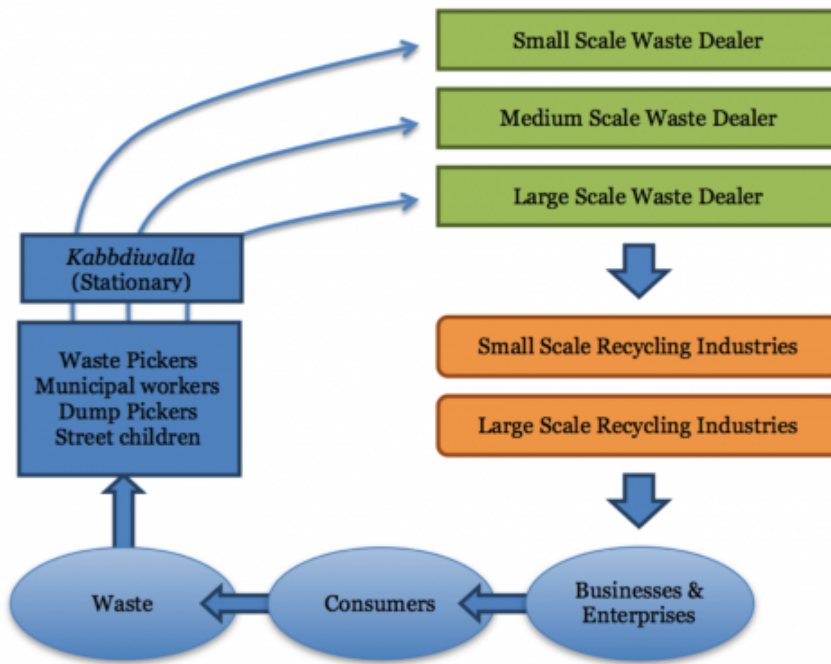 Small Scale Waste Dealer
Medium Scale Waste Dealer
Large Scale Waste Dealer
Kabbdiwalla
(Stationary)
Waste Pickers
Municipal workers
Dump Pickers
Street children
Small Scale Recycling Industries
Large Scale Recycling Industries
Waste
Consumers
Businesses &
Enterprises